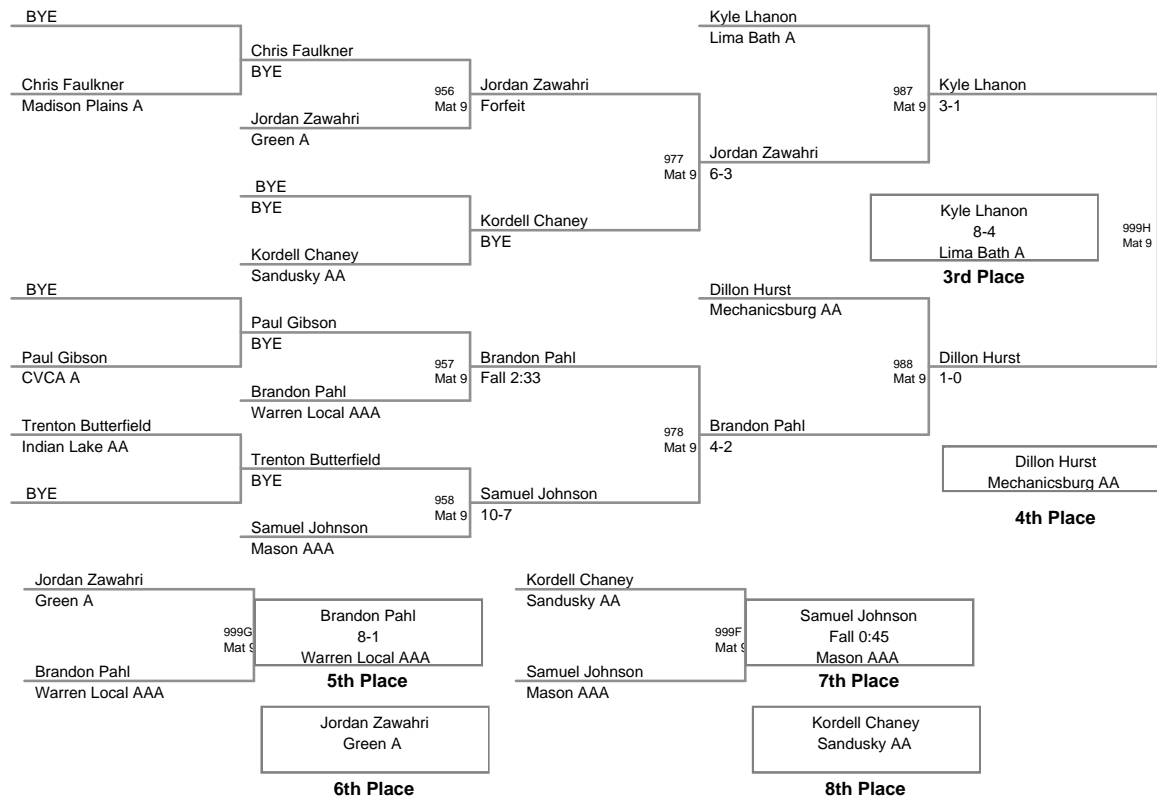 BYE
Chris Faulkner
Madison Plains A
Chris Faulkner
BYE
Jordan Zawahri
Green A
956
Mat 9
Jordan Zawahri
Forfeit
BYE
BYE
Kordell Chaney
Sandusky AA
Kordell Chaney
BYE
977
Mat 9
Jordan Zawahri
6-3
Kyle Lhanon
Lima Bath A
987
Mat 9
Kyle Lhanon
3-1
Kyle Lhanon
8-4
Lima Bath A
3rd Place
999H
Mat 9
BYE
Paul Gibson
CVCA A
Paul Gibson
BYE
Brandon Pahl
Warren Local AAA
957
Mat 9
Brandon Pahl
Fall 2:33
Trenton Butterfield
Indian Lake AA
BYE
Trenton Butterfield
BYE
Samuel Johnson
Mason AAA
958
Mat 9
Samuel Johnson
10-7
978
Mat 9
Brandon Pahl
4-2
Dillon Hurst
Mechanicsburg AA
988
Mat 9
Dillon Hurst
1-0
Dillon Hurst
Mechanicsburg AA
4th Place
Jordan Zawahri
Green A
Brandon Pahl
Warren Local AAA
999G
Mat 9
Brandon Pahl
8-1
Warren Local AAA
5th Place
Jordan Zawahri
Green A
6th Place
Kordell Chaney
Sandusky AA
Samuel Johnson
Mason AAA
999F
Mat 9
Samuel Johnson
Fall 0:45
Mason AAA
7th Place
Kordell Chaney
Sandusky AA
8th Place